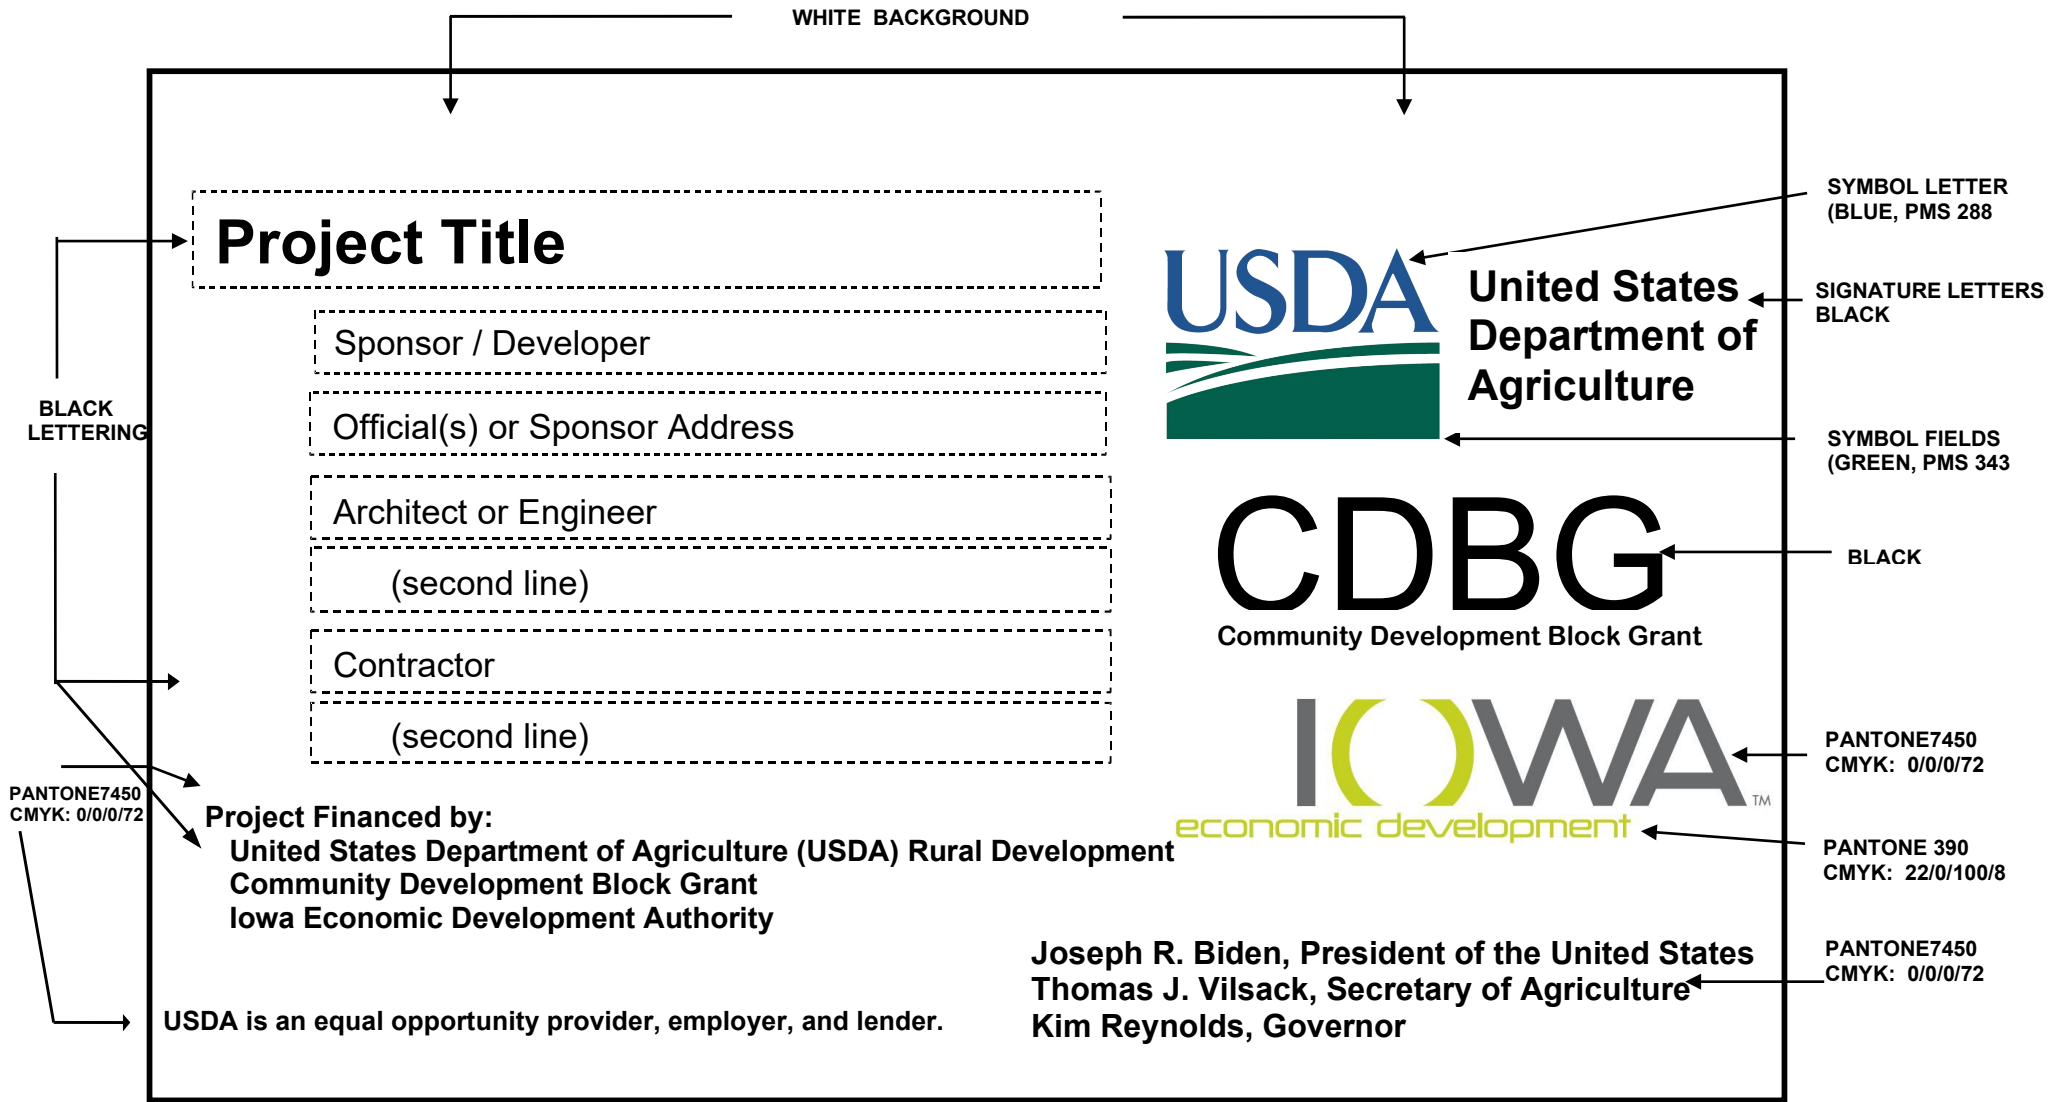 WHITE BACKGROUND
Project Title
Sponsor / Developer
Official(s) or Sponsor Address
Architect or Engineer
(second line)
Contractor
(second line)
BLACK
LETTERING
PANTONE7450
CMYK: 0/0/0/72
Project Financed by:
United States Department of Agriculture (USDA) Rural Development
Community Development Block Grant
Iowa Economic Development Authority
USDA is an equal opportunity provider, employer, and lender.
USDA
United States
Department of
Agriculture
CDBG
Community Development Block Grant
IOWA
TM
economic development
Joseph R. Biden, President of the United States
Thomas J. Vilsack, Secretary of Agriculture
Kim Reynolds, Governor
SYMBOL LETTER
(BLUE, PMS 288
SIGNATURE LETTERS
BLACK
SYMBOL FIELDS
(GREEN, PMS 343
BLACK
PANTONE7450
CMYK: 0/0/0/72
PANTONE 390
CMYK: 22/0/100/8
PANTONE7450
CMYK: 0/0/0/72